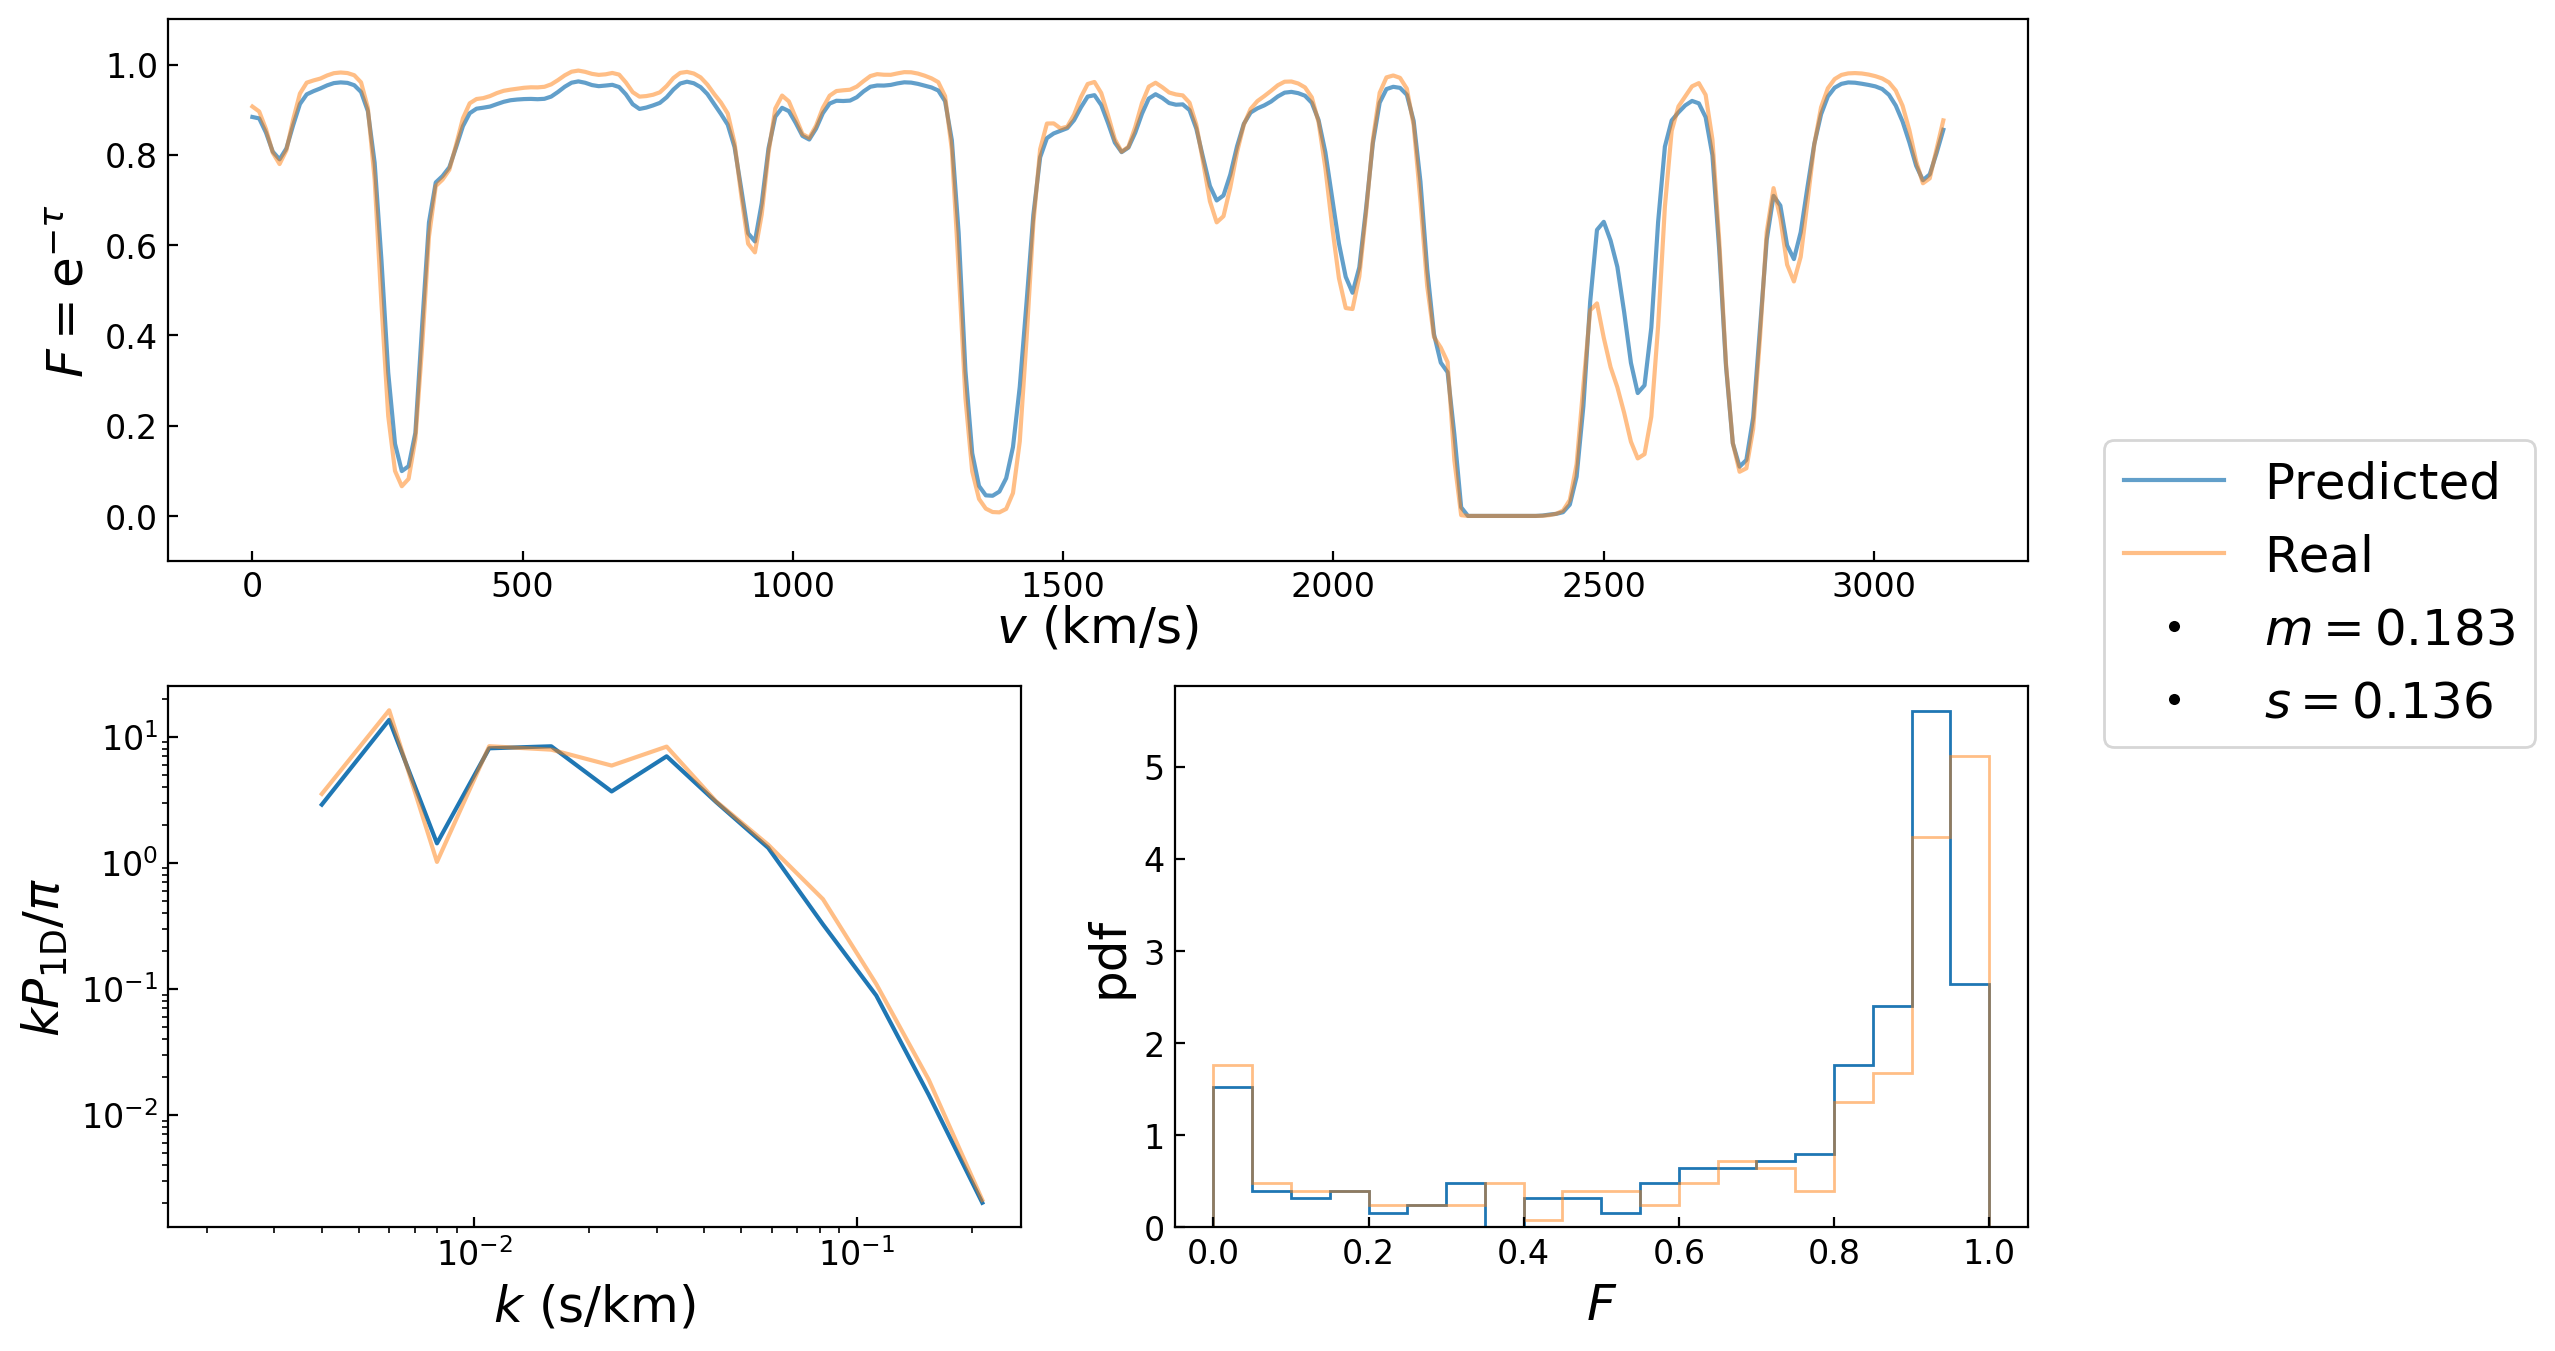 1.0
0.8
0.6
0.4
0.2
0.0
F = e^{−τ}
0 500 1000 1500 2000 2500 3000
v (km/s)
Predicted
Real
m = 0.183
s = 0.136
10^1
10^0
10^{−1}
10^{−2}
kP_{1D}/π
10^{−2} 10^{−1}
k (s/km)
5
4
3
2
1
0
pdf
0.0 0.2 0.4 0.6 0.8 1.0
F